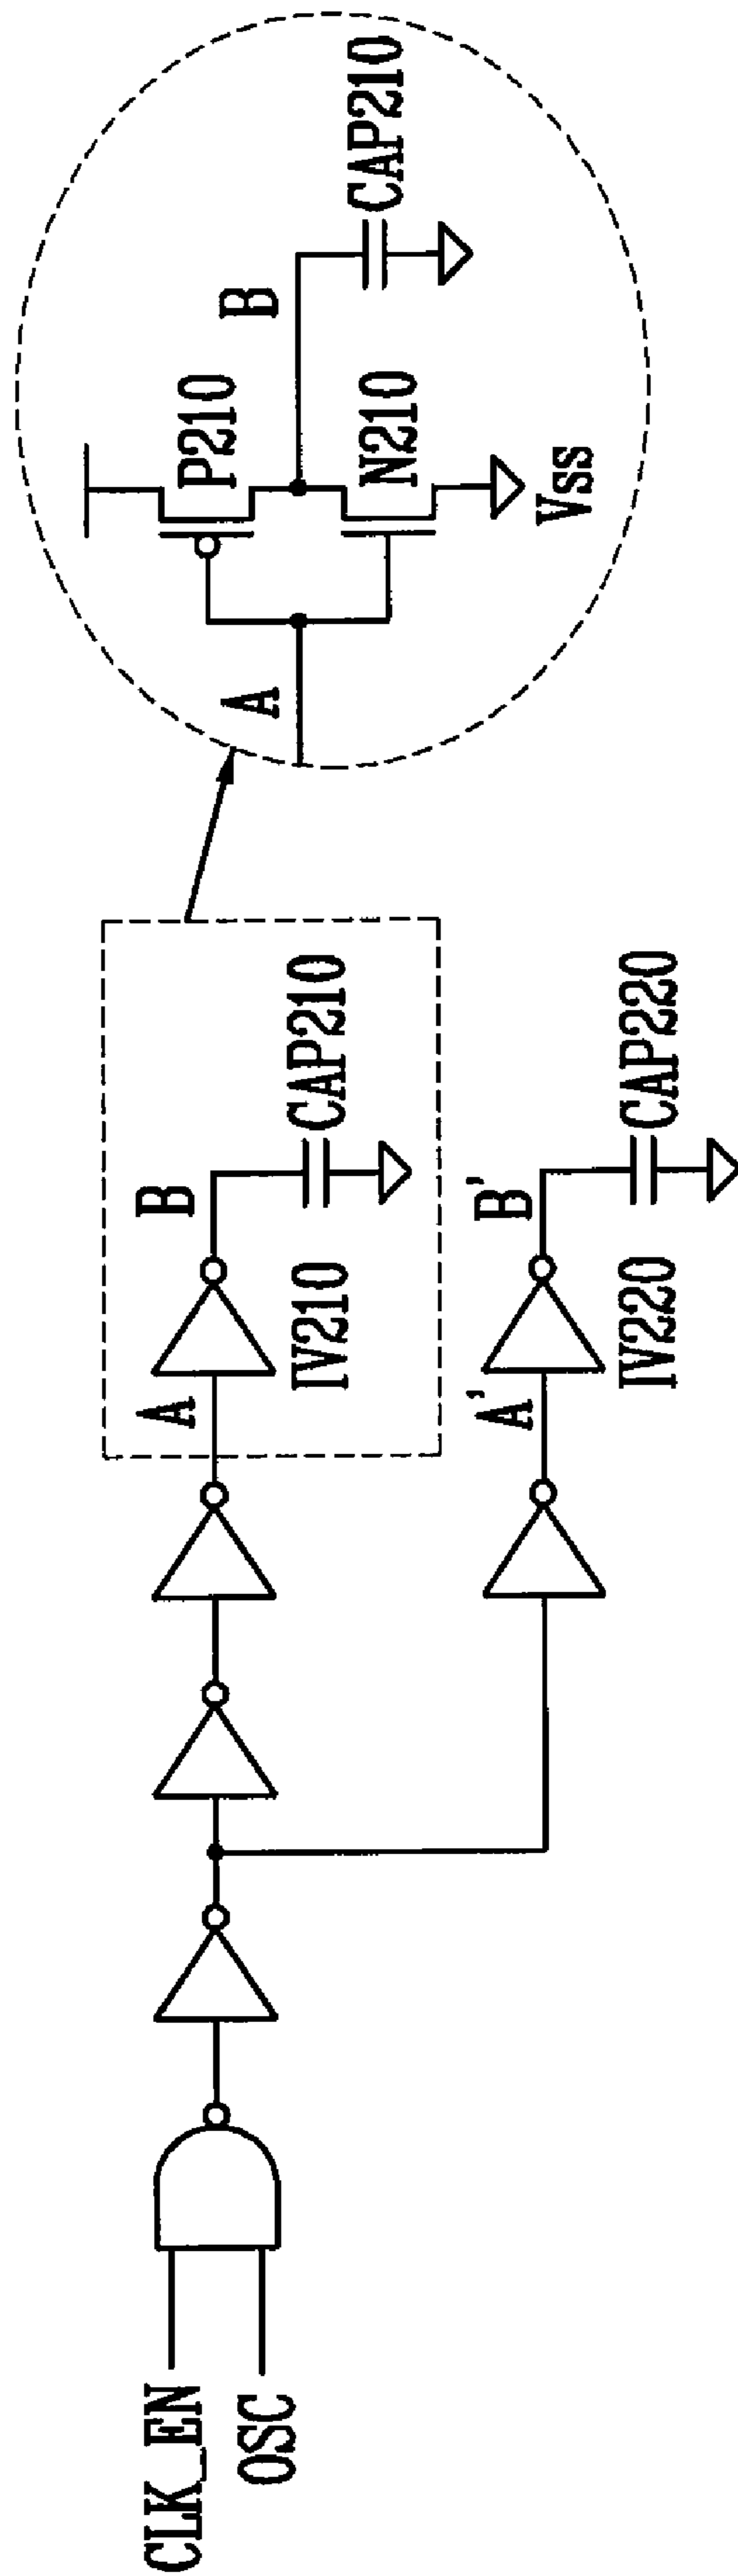 CLK_EN
OSC
A
B
IV210
CAP210
A'
B'
IV220
CAP220
A
P210
B
CAP210
N210
Vss